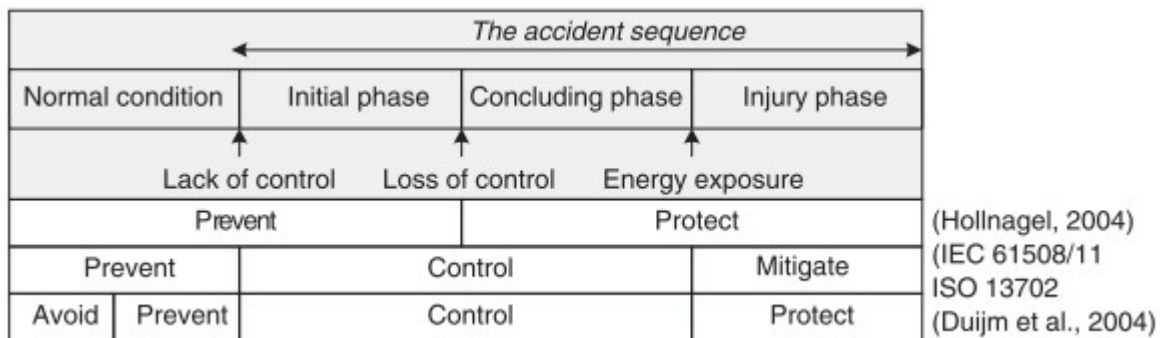 The accident sequence
Normal condition Initial phase Concluding phase Injury phase
Lack of control Loss of control Energy exposure
Prevent Protect (Hollnagel, 2004)
Prevent Control Mitigate (IEC 61508/11
ISO 13702
Avoid Prevent Control Protect (Duijm et al., 2004)